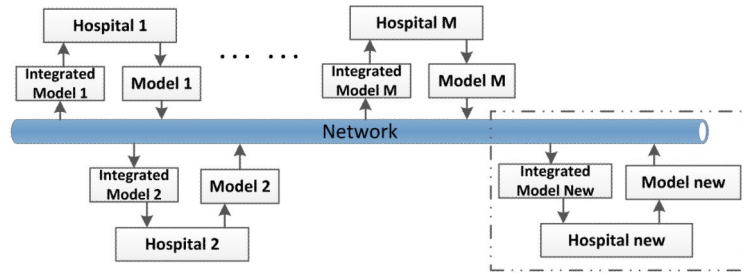 Hospital 1
Hospital M
... ...
Integrated
Model 1
Model 1
Integrated
Model M
Model M
Network
Integrated
Model 2
Model 2
Integrated
Model New
Model new
Hospital 2
Hospital new